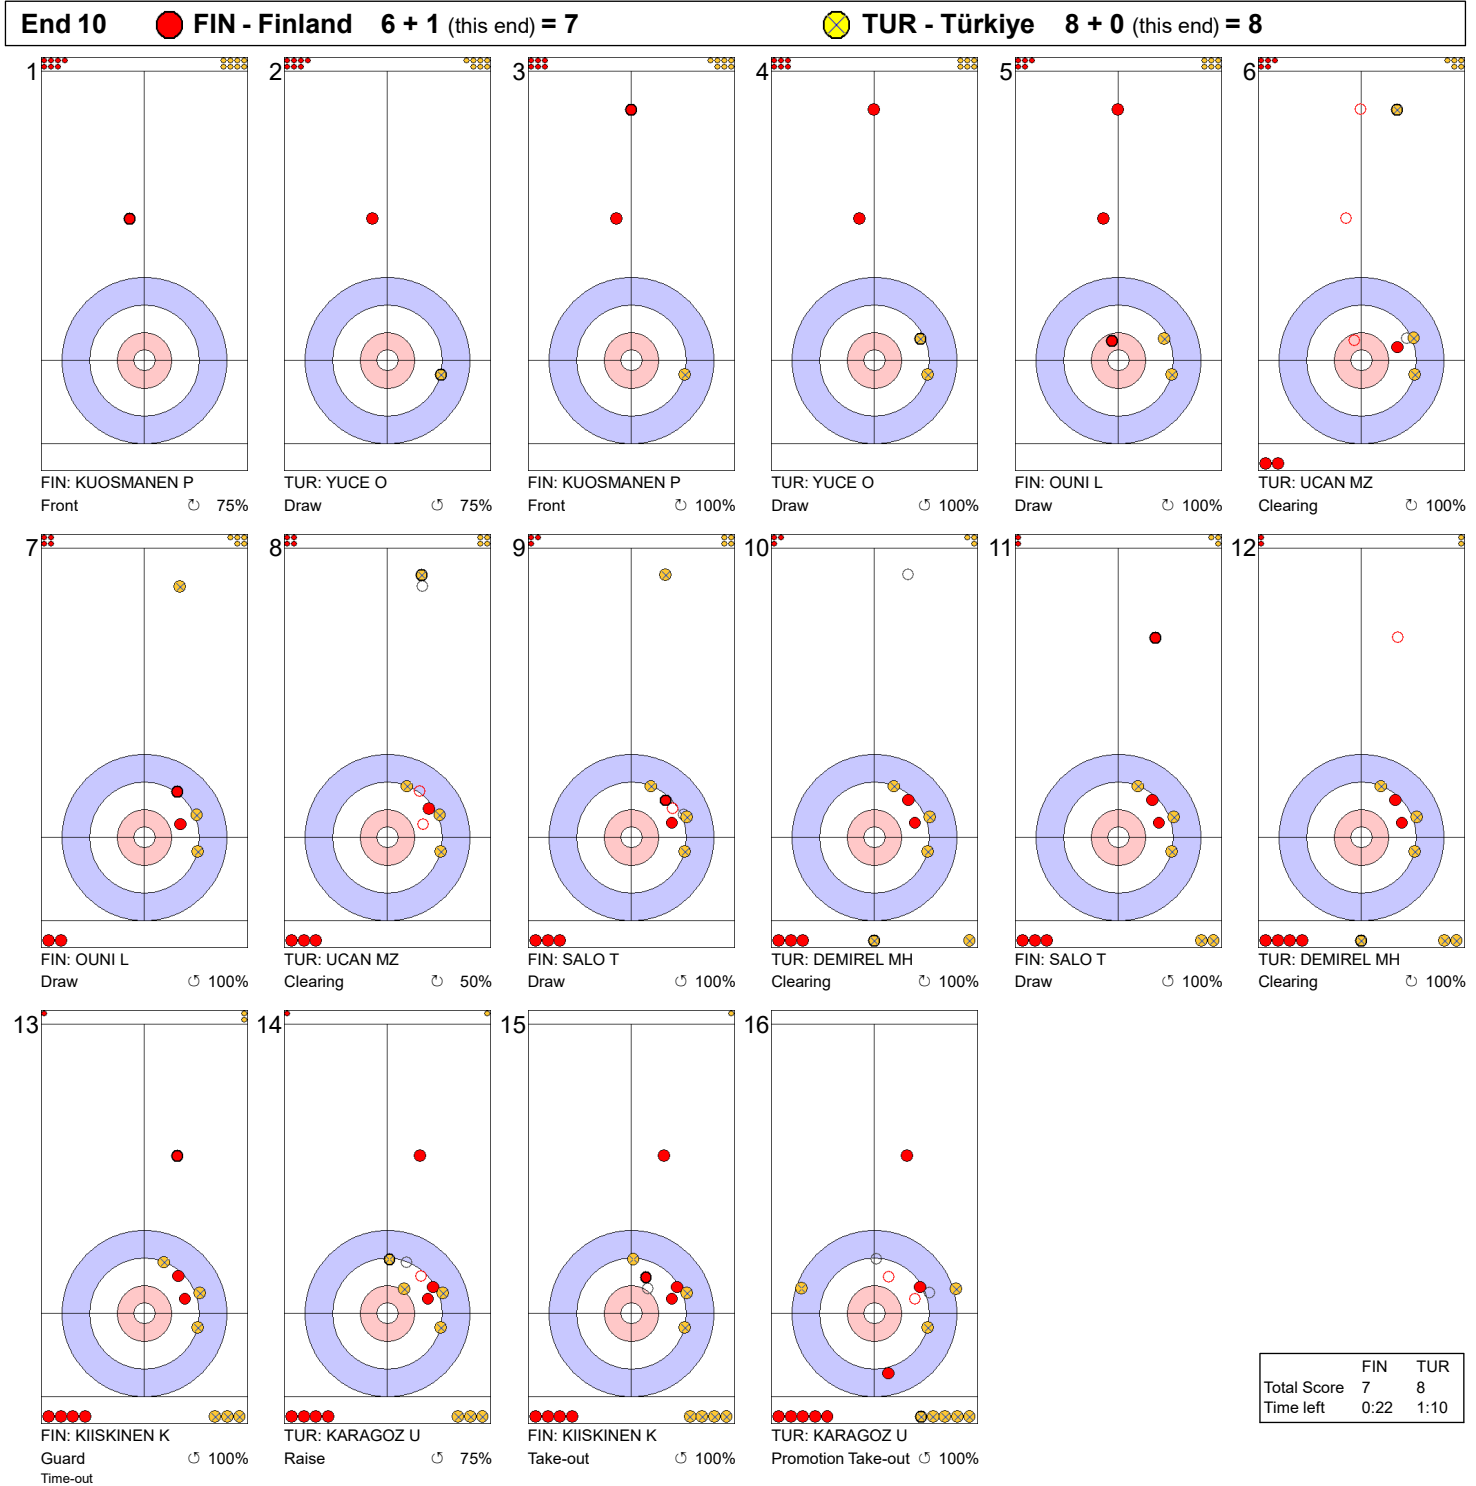 End 10 FIN - Finland 6 + 1 (this end) = 7 TUR - Türkiye 8 + 0 (this end) = 8
1 2 3 4 5 6
FIN: KUOSMANEN P TUR: YUCE O FIN: KUOSMANEN P TUR: YUCE O FIN: OUNI L TUR: UCAN MZ
Front ↻ 75% Draw ↺ 75% Front ↻ 100% Draw ↺ 100% Draw ↺ 100% Clearing ↻ 100%
7 8 9 10 11 12
FIN: OUNI L TUR: UCAN MZ FIN: SALO T TUR: DEMIREL MH FIN: SALO T TUR: DEMIREL MH
Draw ↺ 100% Clearing ↻ 50% Draw ↺ 100% Clearing ↻ 100% Draw ↺ 100% Clearing ↻ 100%
13 14 15 16
FIN TUR
Total Score 7 8
Time left 0:22 1:10
FIN: KIISKINEN K TUR: KARAGOZ U FIN: KIISKINEN K TUR: KARAGOZ U
Guard ↺ 100% Raise ↺ 75% Take-out ↺ 100% Promotion Take-out ↺ 100%
Time-out